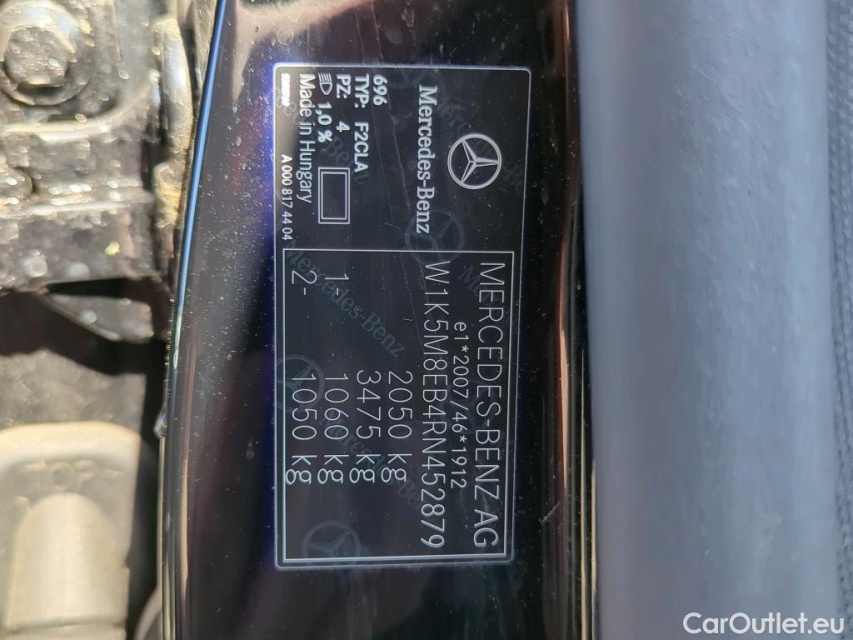 Mercedes-Benz
696
TYP: F2CLA
PZ: 4
1,0 %
Made in Hungary
A 000 817 44 04
MERCEDES-BENZ AG
e1*2007/46*1912
W1K5M8EB4RN452879
2050 kg
3475 kg
1- 1060 kg
2- 1050 kg
CarOutlet.eu